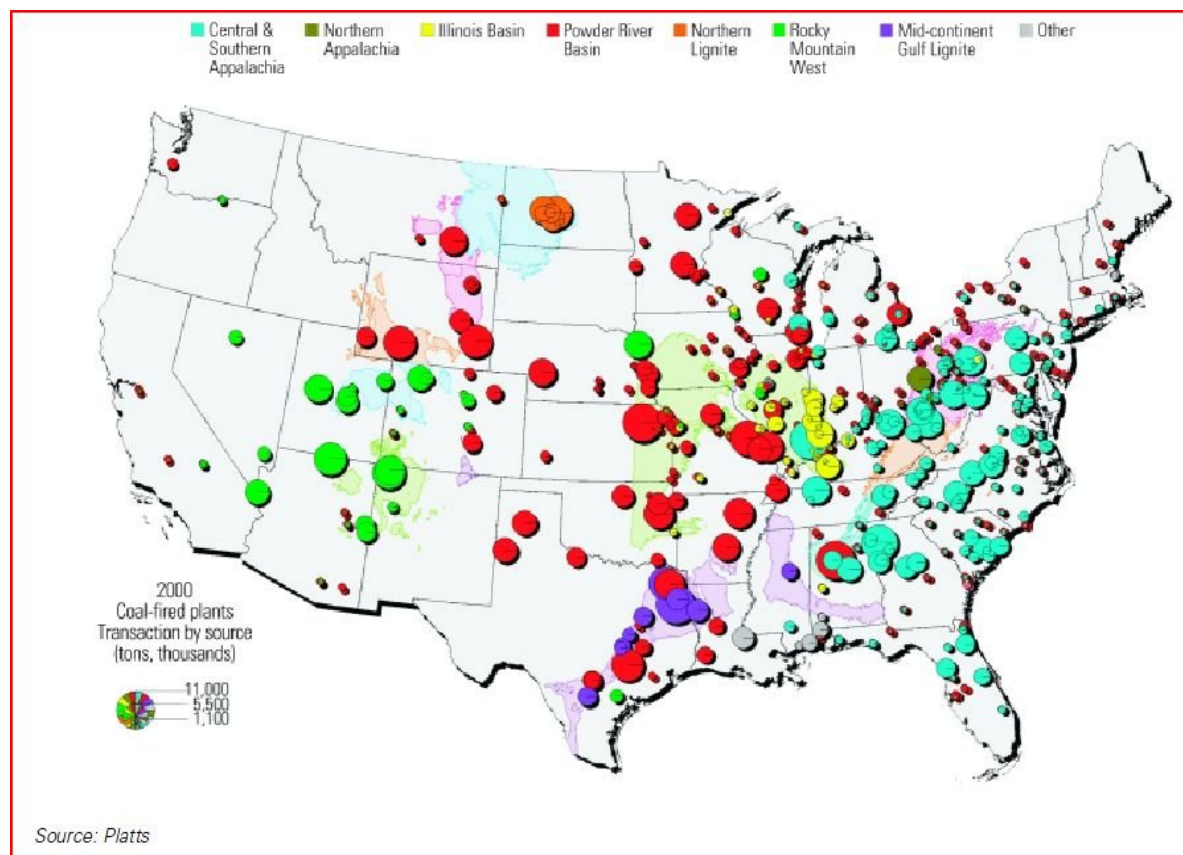 Central & Southern Appalachia
Northern Appalachia
Illinois Basin
Powder River Basin
Northern Lignite
Rocky Mountain West
Mid-continent Gulf Lignite
Other
2000
Coal-fired plants
Transaction by source
(tons, thousands)
11,000
5,500
1,100
Source: Platts